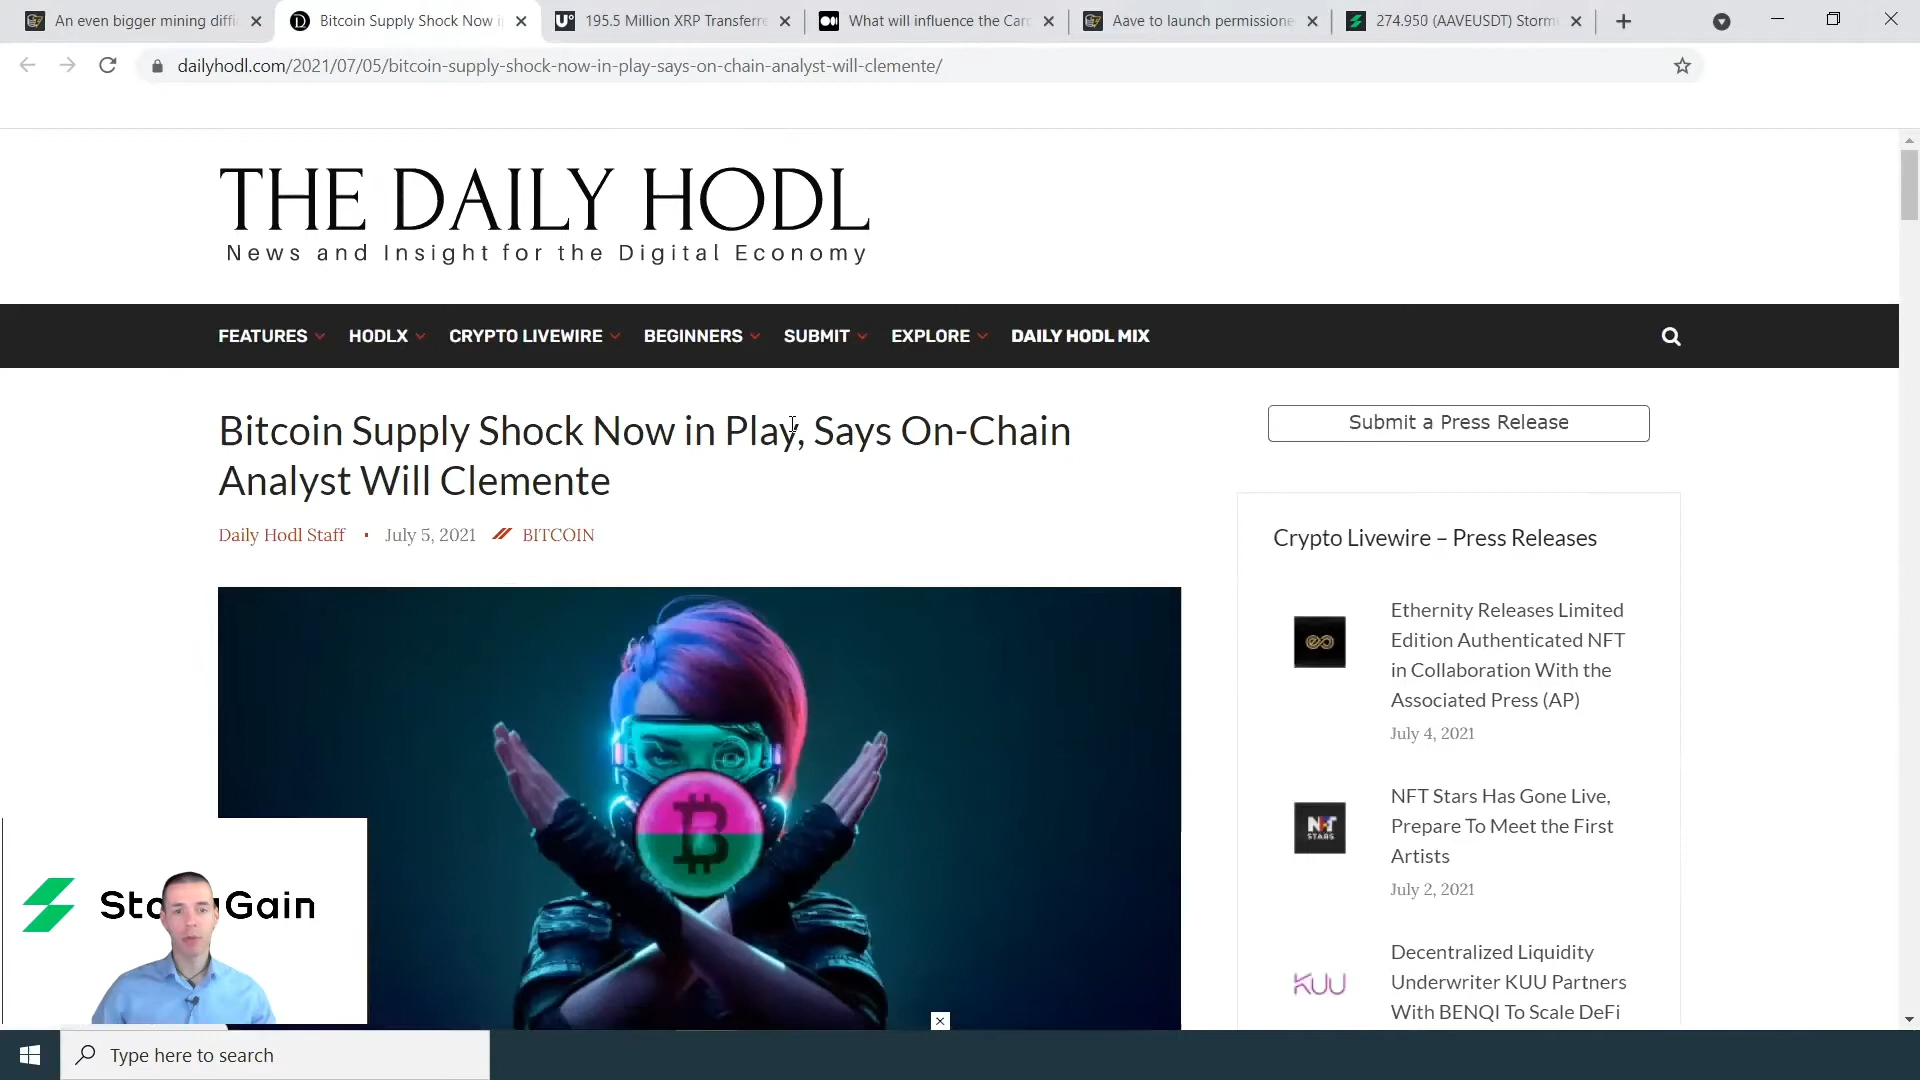 An even bigger mining diffi
Bitcoin Supply Shock Now i
195.5 Million XRP Transferre
What will influence the Card
Aave to launch permissione
274.950 (AAVEUSDT) Storm
dailyhodl.com/2021/07/05/bitcoin-supply-shock-now-in-play-says-on-chain-analyst-will-clemente/
THE DAILY HODL
News and Insight for the Digital Economy
FEATURES HODLX CRYPTO LIVEWIRE BEGINNERS SUBMIT EXPLORE DAILY HODL MIX
Bitcoin Supply Shock Now in Play, Says On-Chain
Analyst Will Clemente
Daily Hodl Staff • July 5, 2021 BITCOIN
Submit a Press Release
Crypto Livewire – Press Releases
Ethernity Releases Limited
Edition Authenticated NFT
in Collaboration With the
Associated Press (AP)
July 4, 2021
NFT STARS
NFT Stars Has Gone Live,
Prepare To Meet the First
Artists
July 2, 2021
KUU
Decentralized Liquidity
Underwriter KUU Partners
With BENQI To Scale DeFi
Gain
Type here to search